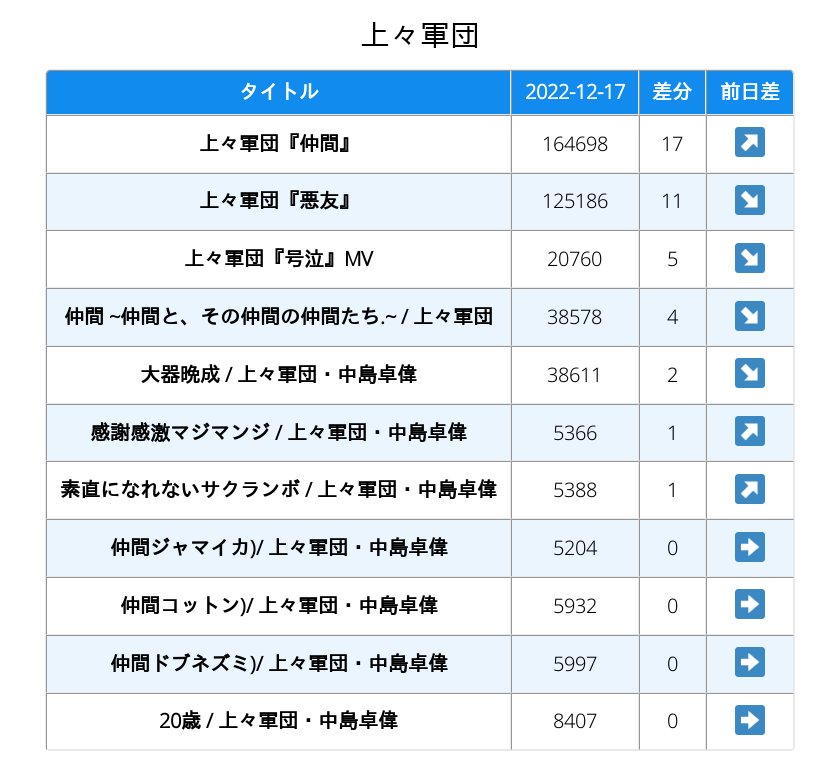 上々軍団
タイトル 2022-12-17 差分 前日差
上々軍団『仲間』 164698 17 ↗
上々軍団『悪友』 125186 11 ↘
上々軍団『号泣』MV 20760 5 ↘
仲間 ~仲間と、その仲間の仲間たち.~ / 上々軍団 38578 4 ↘
大器晩成 / 上々軍団・中島卓偉 38611 2 ↘
感謝感激マジマンジ / 上々軍団・中島卓偉 5366 1 ↗
素直になれないサクランボ / 上々軍団・中島卓偉 5388 1 ↗
仲間ジャマイカ)/ 上々軍団・中島卓偉 5204 0 ➡
仲間コットン)/ 上々軍団・中島卓偉 5932 0 ➡
仲間ドブネズミ)/ 上々軍団・中島卓偉 5997 0 ➡
20歳 / 上々軍団・中島卓偉 8407 0 ➡